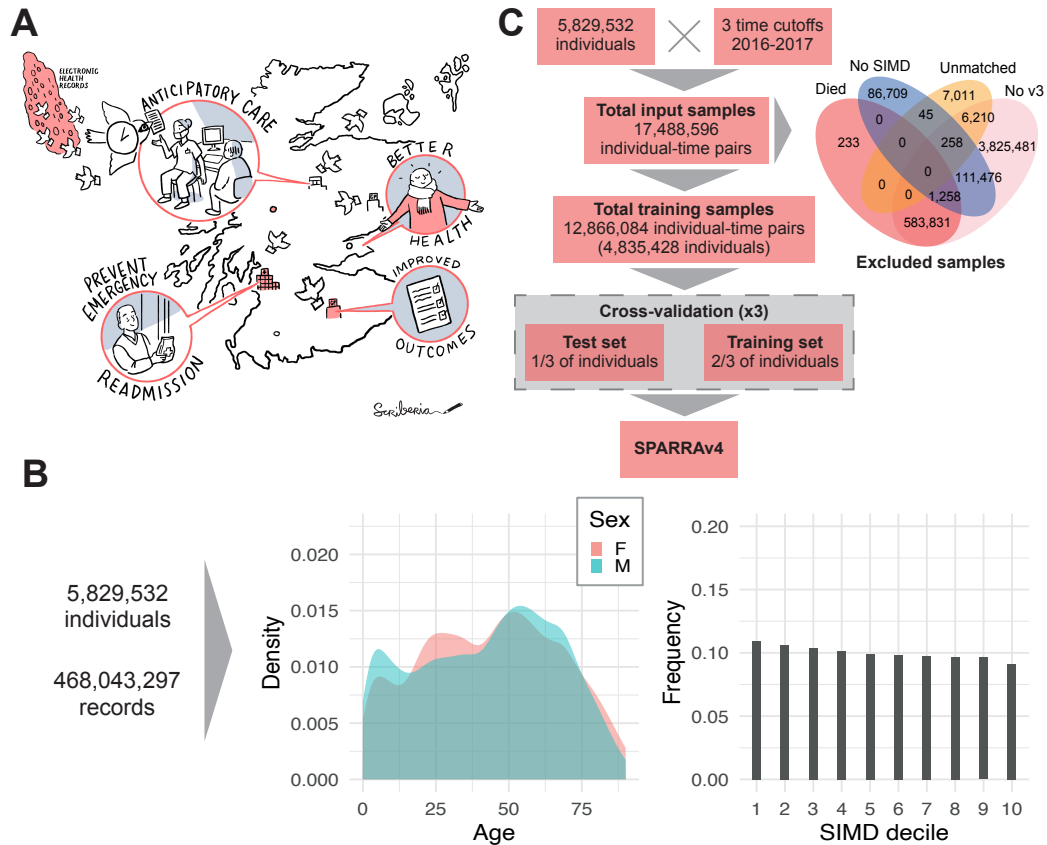 A
ELECTRONIC
HEALTH
RECORDS
ANTICIPATORY CARE
BETTER
HEALTH
PREVENT
EMERGENCY
READMISSION
IMPROVED
OUTCOMES
Scriberia
C
5,829,532
individuals
3 time cutoffs
2016-2017
Total input samples
17,488,596
individual-time pairs
Total training samples
12,866,084 individual-time pairs
(4,835,428 individuals)
Cross-validation (x3)
Test set
1/3 of individuals
Training set
2/3 of individuals
SPARRAv4
Died
No SIMD
Unmatched
No v3
86,709
7,011
45
6,210
0
233
0
258
3,825,481
0
111,476
0
0
1,258
583,831
Excluded samples
B
5,829,532
individuals
468,043,297
records
Sex
F
M
Density
0.020
0.015
0.010
0.005
0.000
0
25
50
75
Age
Frequency
0.20
0.15
0.10
0.05
0.00
1 2 3 4 5 6 7 8 9 10
SIMD decile